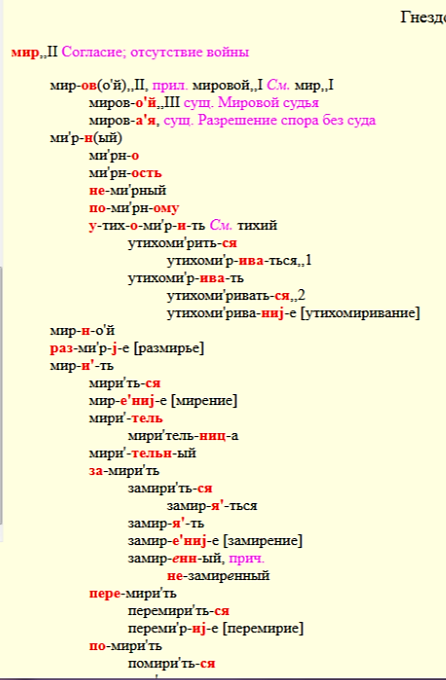 Гнездо
мир,,II Согласие; отсутствие войны
мир-ов(о'й),,II, прил. мировой,,I См. мир,,I
миров-о'й,,III сущ. Мировой судья
миров-а'я, сущ. Разрешение спора без суда
ми'р-н(ый)
ми'рн-о
ми'рн-ость
не-ми'рный
по-ми'рн-ому
у-тих-о-ми'р-и-ть См. тихий
утихоми'рить-ся
утихоми'р-ива-ться,,1
утихоми'р-ива-ть
утихоми'ривать-ся,,2
утихоми'рива-ниj-е [утихомиривание]
мир-н-о'й
раз-ми'р-j-е [размирье]
мир-и'-ть
мири'ть-ся
мир-е'ниj-е [мирение]
мири'-тель
мири'тель-ниц-а
мири'-тельн-ый
за-мири'ть
замири'ть-ся
замир-я'-ться
замир-я'-ть
замир-е'ниj-е [замирение]
замир-енн-ый, прич.
не-замиренный
пере-мири'ть
перемири'ть-ся
переми'р-иj-е [перемирие]
по-мири'ть
помири'ть-ся